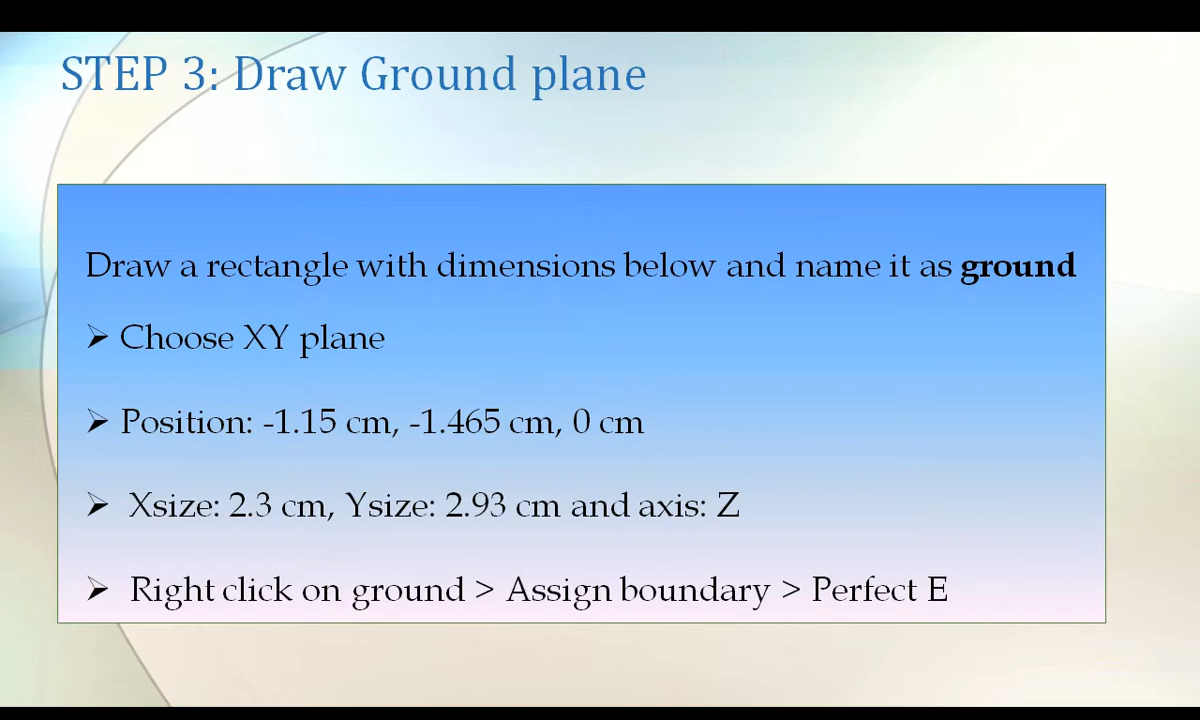 STEP 3: Draw Ground plane
Draw a rectangle with dimensions below and name it as ground
➢ Choose XY plane
➢ Position: -1.15 cm, -1.465 cm, 0 cm
➢ Xsize: 2.3 cm, Ysize: 2.93 cm and axis: Z
➢ Right click on ground > Assign boundary > Perfect E